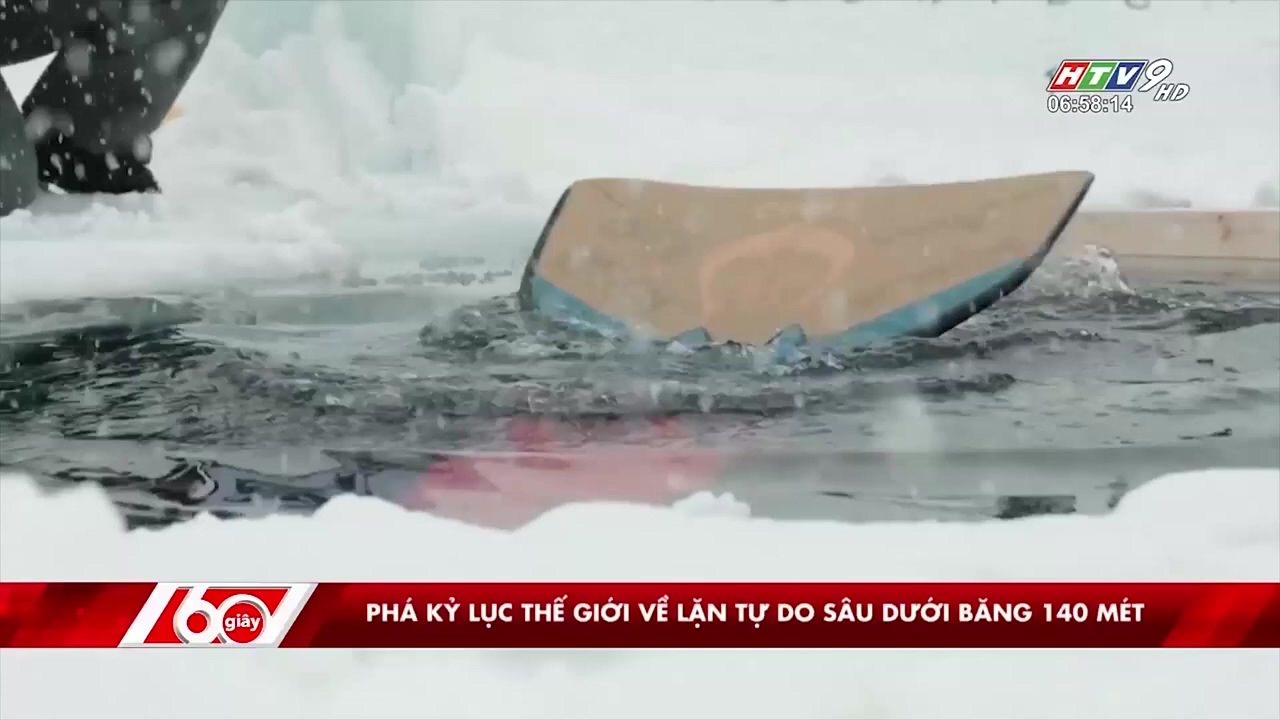 HTV9
HD
06:58:14
60
giây
PHÁ KỶ LỤC THẾ GIỚI VỀ LẶN TỰ DO SÂU DƯỚI BĂNG 140 MÉT